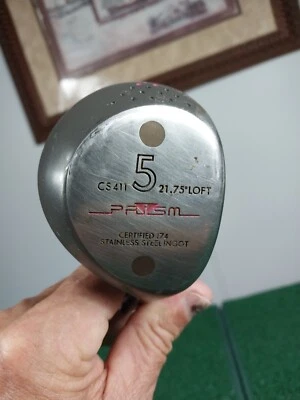 CS411 5 21.75° LOFT
PRISM
CERTIFIED 174
STAINLESS STEEL INGOT